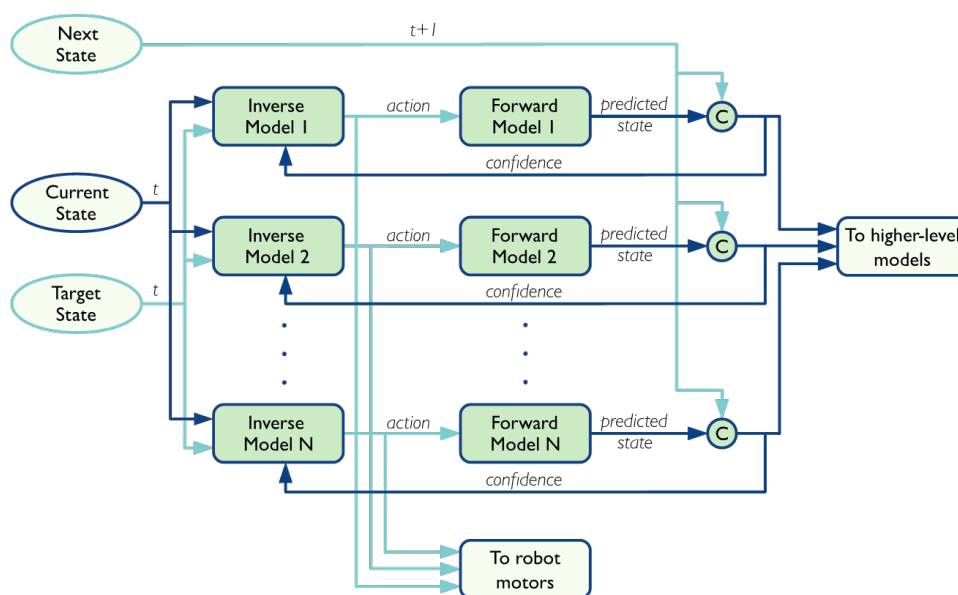 Next
State
t+1
Inverse
Model 1
action
Forward
Model 1
predicted
state
C
confidence
Current
State
t
Inverse
Model 2
action
Forward
Model 2
predicted
state
C
confidence
To higher-level
models
Target
State
t
Inverse
Model N
action
Forward
Model N
predicted
state
C
confidence
To robot
motors